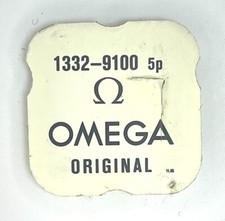 1332-9100 5p
Ω
OMEGA
ORIGINAL